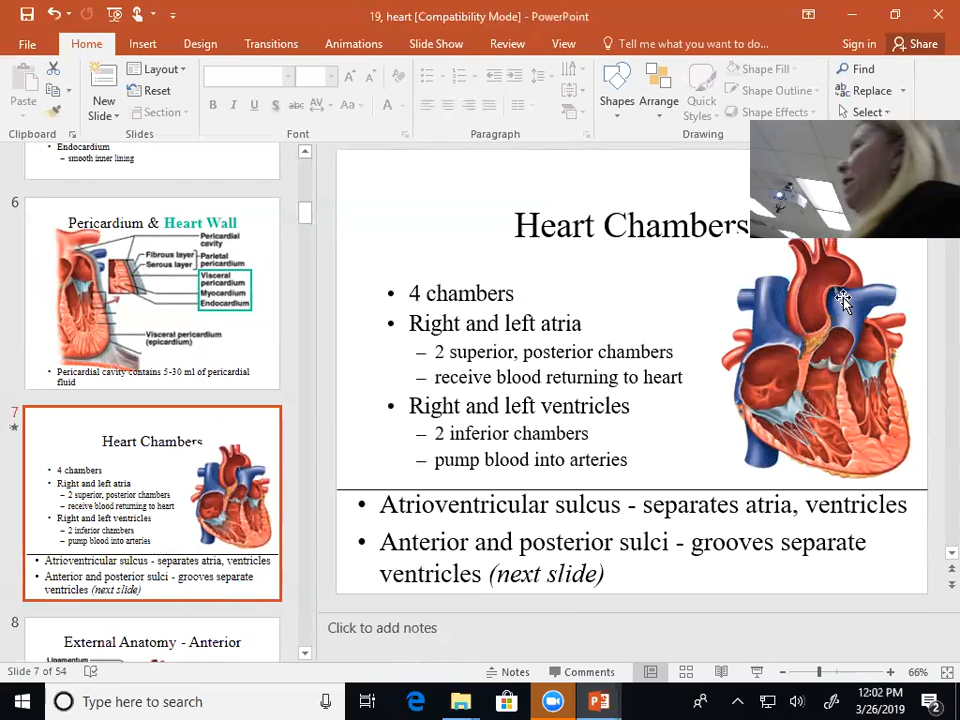 19, heart [Compatibility Mode] - PowerPoint
File Home Insert Design Transitions Animations Slide Show Review View Tell me what you want to do... Sign in Share
Paste
New
Slide
Layout
Reset
Section
Shapes
Arrange
Quick
Styles
Shape Fill
Shape Outline
Shape Effects
Find
Replace
Select
Clipboard Slides Font Paragraph Drawing
Endocardium
– smooth inner lining
6
Pericardium & Heart Wall
Pericardial
cavity
Fibrous layer
Serous layer
Parietal
pericardium
Visceral
pericardium
Myocardium
Endocardium
Visceral pericardium
(epicardium)
Pericardial cavity contains 5-30 ml of pericardial
fluid
7
Heart Chambers
• 4 chambers
• Right and left atria
– 2 superior, posterior chambers
– receive blood returning to heart
• Right and left ventricles
– 2 inferior chambers
– pump blood into arteries
• Atrioventricular sulcus - separates atria, ventricles
• Anterior and posterior sulci - grooves separate
ventricles (next slide)
8
External Anatomy - Anterior
Ligamentum
Heart Chambers
• 4 chambers
• Right and left atria
– 2 superior, posterior chambers
– receive blood returning to heart
• Right and left ventricles
– 2 inferior chambers
– pump blood into arteries
• Atrioventricular sulcus - separates atria, ventricles
• Anterior and posterior sulci - grooves separate
ventricles (next slide)
Click to add notes
Slide 7 of 54 Notes Comments 66%
Type here to search
12:02 PM
3/26/2019
2